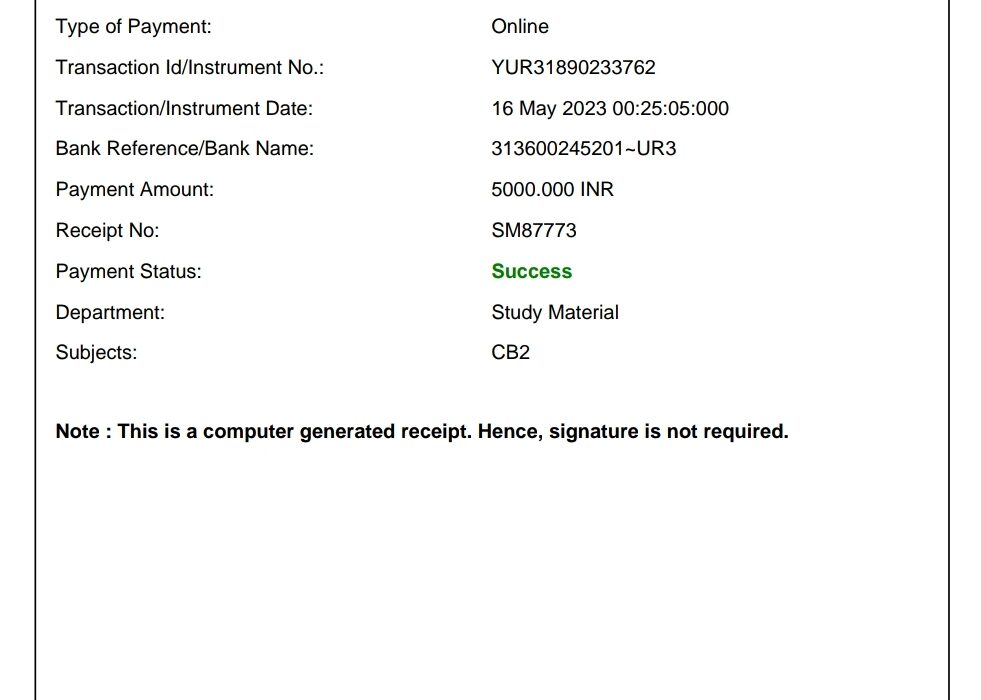 Type of Payment: Online
Transaction Id/Instrument No.: YUR31890233762
Transaction/Instrument Date: 16 May 2023 00:25:05:000
Bank Reference/Bank Name: 313600245201~UR3
Payment Amount: 5000.000 INR
Receipt No: SM87773
Payment Status: Success
Department: Study Material
Subjects: CB2
Note : This is a computer generated receipt. Hence, signature is not required.